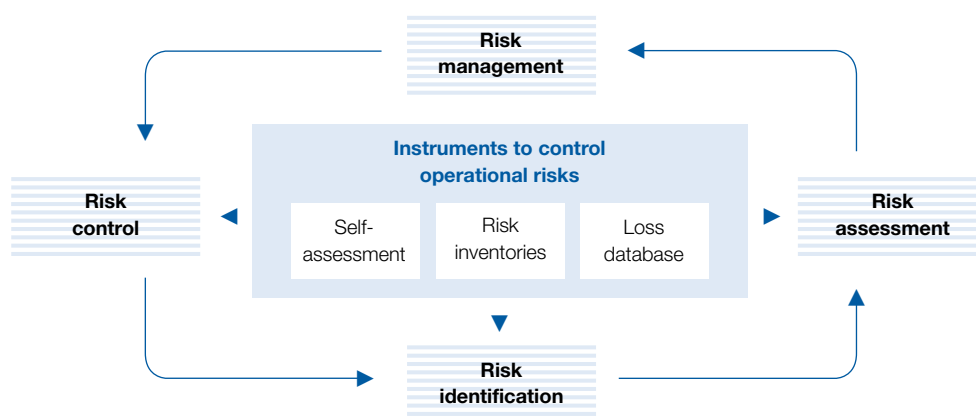 Risk
management
Instruments to control
operational risks
Risk
control
Self-
assessment
Risk
inventories
Loss
database
Risk
assessment
Risk
identification